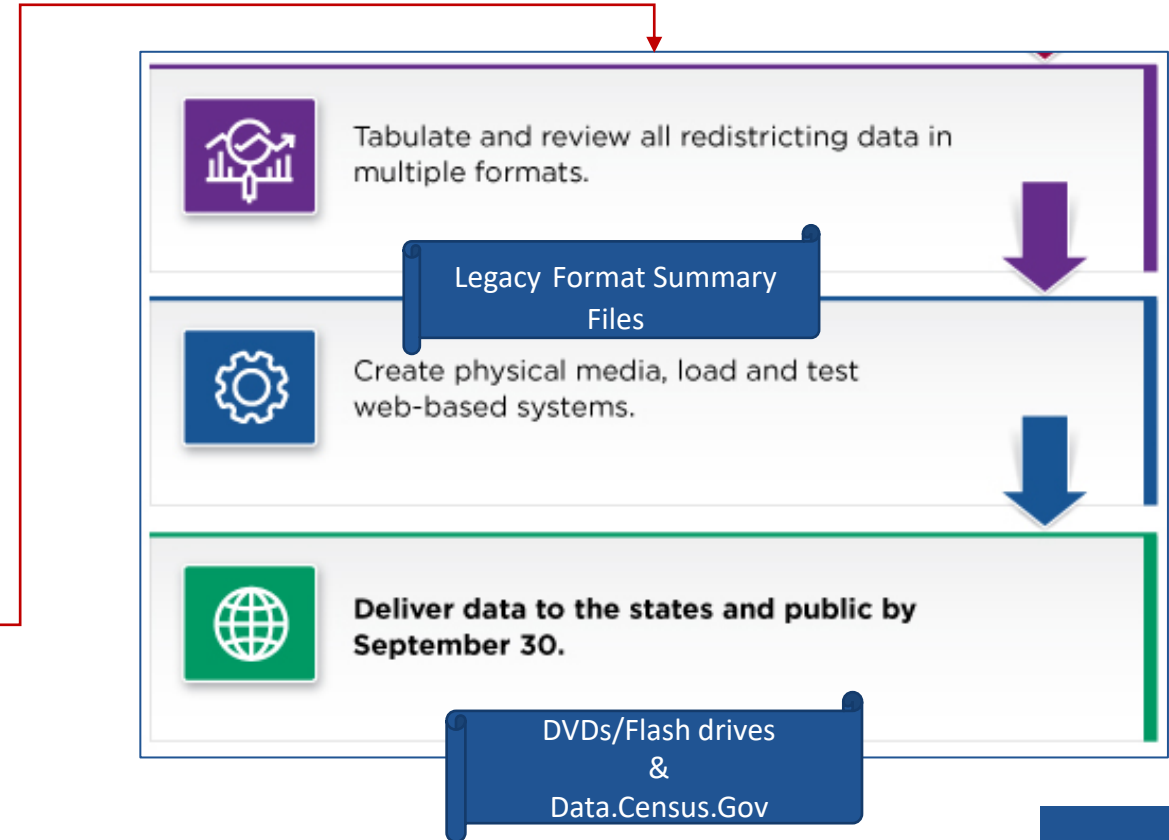 Tabulate and review all redistricting data in
multiple formats.
Legacy Format Summary
Files
Create physical media, load and test
web-based systems.
Deliver data to the states and public by
September 30.
DVDs/Flash drives
&
Data.Census.Gov